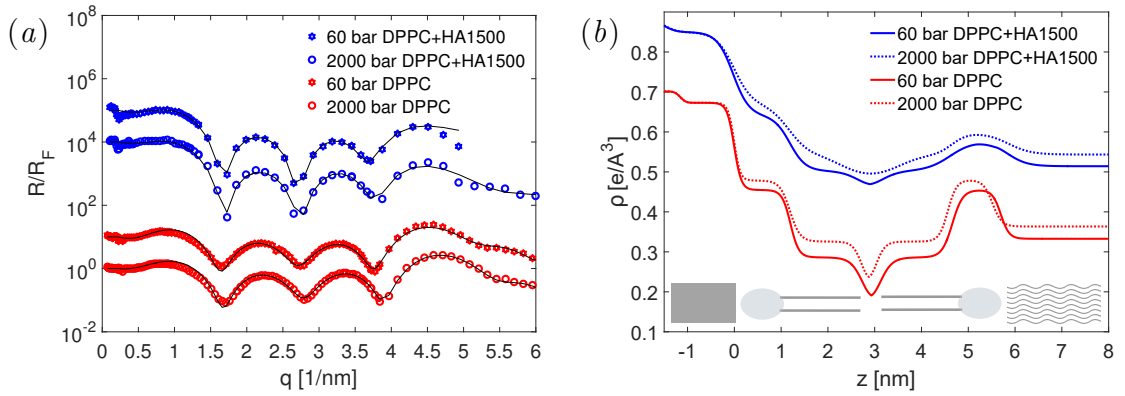 (a)
10^8
10^6
10^4
10^2
10^0
10^-2
R/R_F
60 bar DPPC+HA1500
2000 bar DPPC+HA1500
60 bar DPPC
2000 bar DPPC
0 0.5 1 1.5 2 2.5 3 3.5 4 4.5 5 5.5 6
q [1/nm]
(b)
0.9
0.8
0.7
0.6
0.5
0.4
0.3
0.2
0.1
ρ [e/A^3]
60 bar DPPC+HA1500
2000 bar DPPC+HA1500
60 bar DPPC
2000 bar DPPC
-1 0 1 2 3 4 5 6 7 8
z [nm]